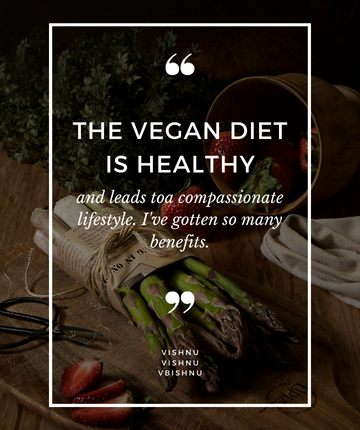 “
THE VEGAN DIET
IS HEALTHY
and leads toa compassionate
lifestyle. I've gotten so many
benefits.
”
VISHNU
VISHNU
VBISHNU